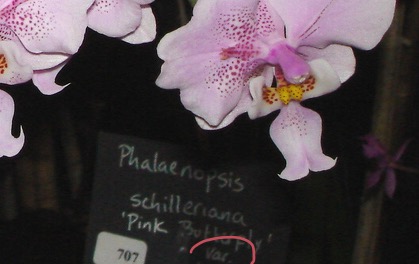 Phalaenopsis
schilleriana
'Pink Butterfly'
var.
707